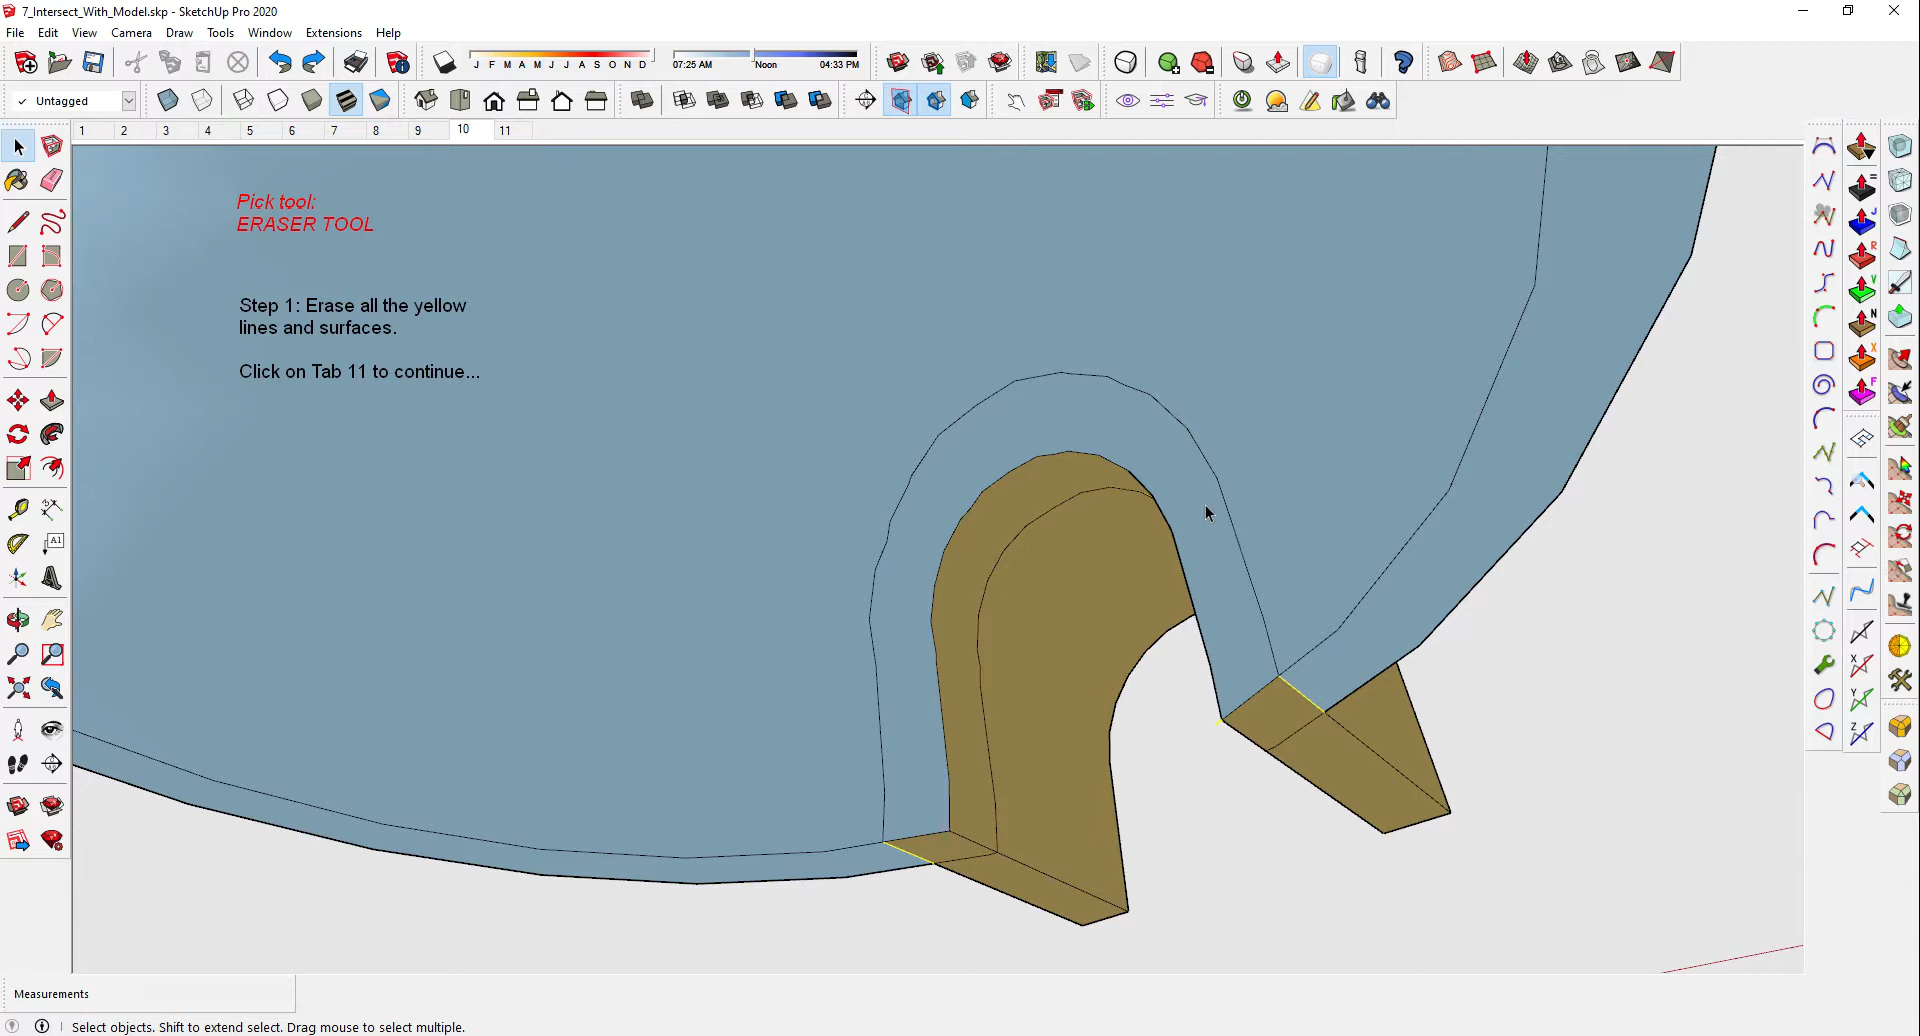 7_Intersect_With_Model.skp - SketchUp Pro 2020
File Edit View Camera Draw Tools Window Extensions Help
J F M A M J J A S O N D
07:25 AM Noon 04:33 PM
Untagged
1 2 3 4 5 6 7 8 9 10 11
Pick tool:
ERASER TOOL
Step 1: Erase all the yellow
lines and surfaces.
Click on Tab 11 to continue...
A1
J
R
V
N
X
F
X
Y
Z
Measurements
Select objects. Shift to extend select. Drag mouse to select multiple.